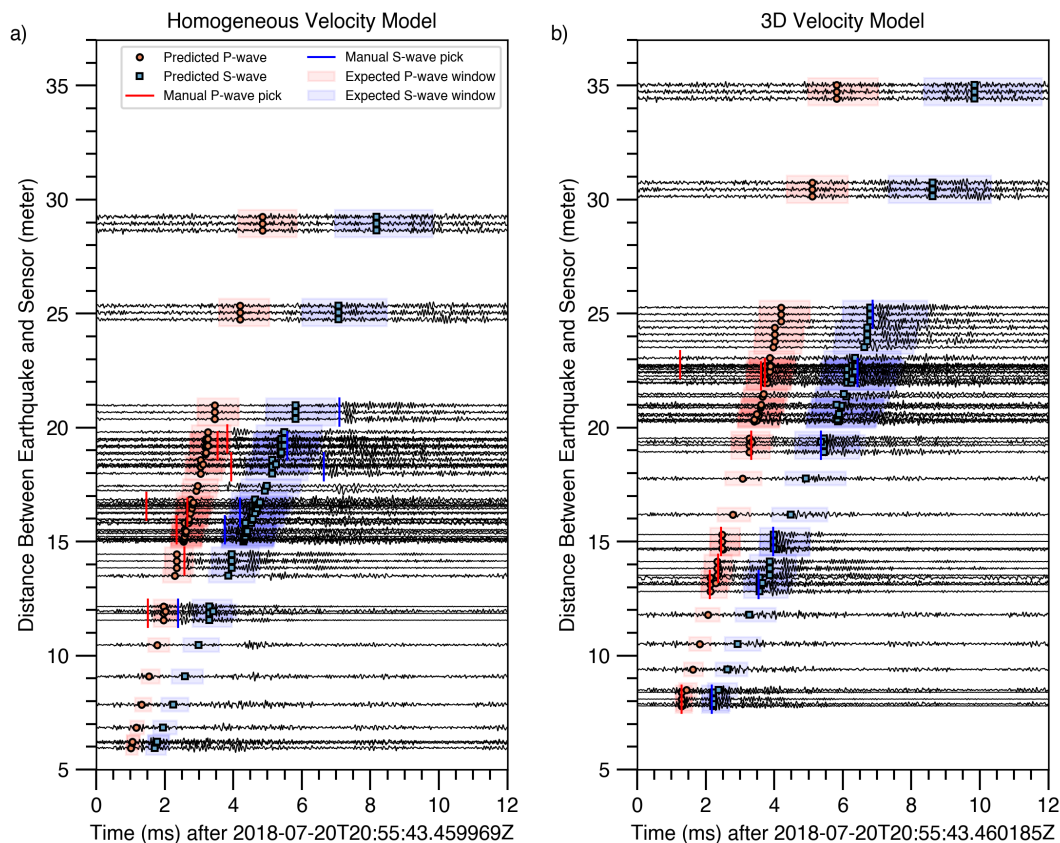 Homogeneous Velocity Model
3D Velocity Model
a)
b)
Predicted P-wave
Predicted S-wave
Manual P-wave pick
Manual S-wave pick
Expected P-wave window
Expected S-wave window
Distance Between Earthquake and Sensor (meter)
35
30
25
20
15
10
5
0 2 4 6 8 10 12
Time (ms) after 2018-07-20T20:55:43.459969Z
Distance Between Earthquake and Sensor (meter)
35
30
25
20
15
10
5
0 2 4 6 8 10 12
Time (ms) after 2018-07-20T20:55:43.460185Z